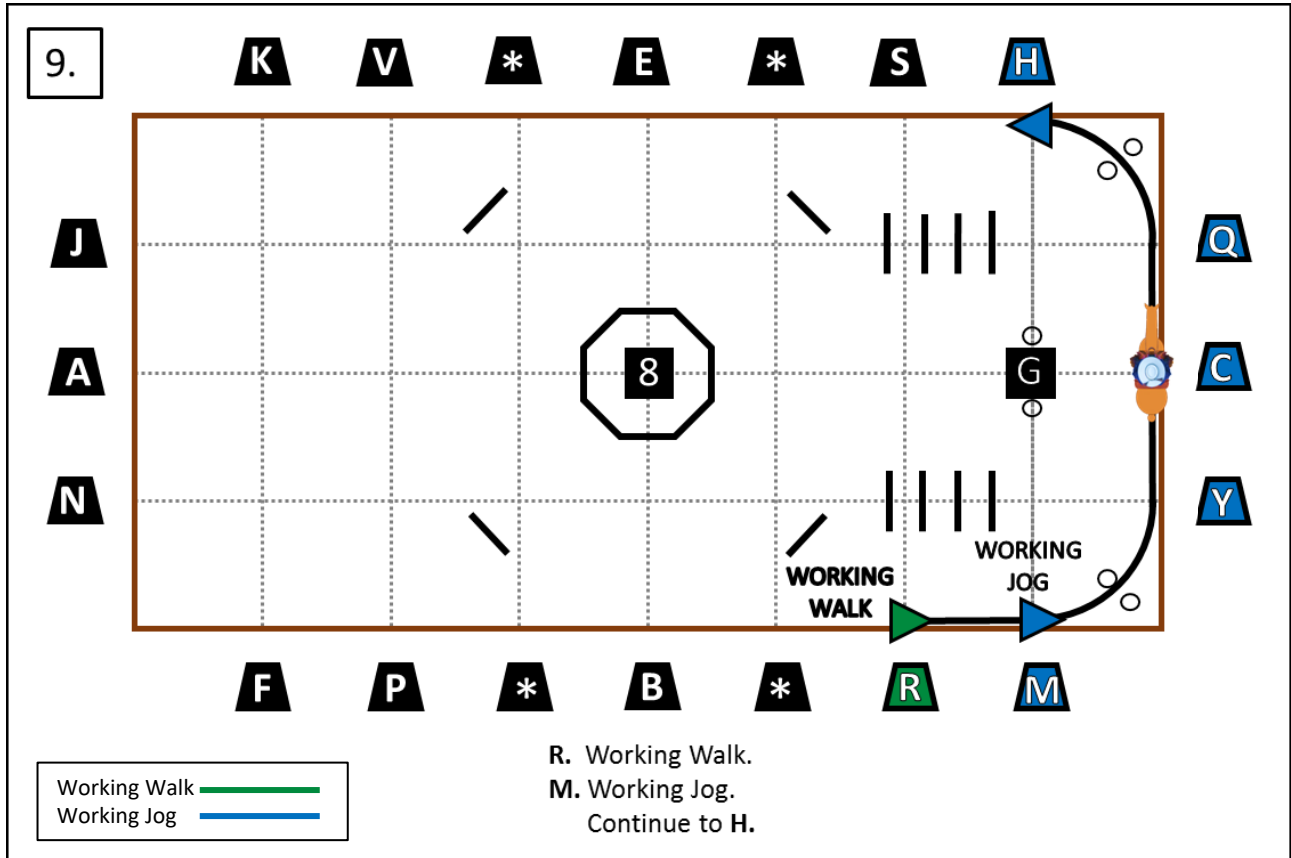 9.
K V * E * S H
J
Q
8
G
A
C
N
Y
WORKING
JOG
WORKING
WALK
F P * B * R M
R. Working Walk.
M. Working Jog.
Continue to H.
Working Walk
Working Jog